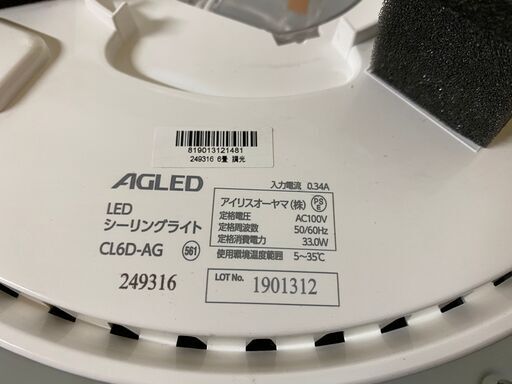 819013121481
249316 6畳 調光
AGLED
入力電流 0.34A
LED
シーリングライト
CL6D-AG 561
249316
アイリスオーヤマ(株) PSE
定格電圧 AC100V
定格周波数 50/60Hz
定格消費電力 33.0W
使用環境温度範囲 5~35℃
LOT No. 1901312